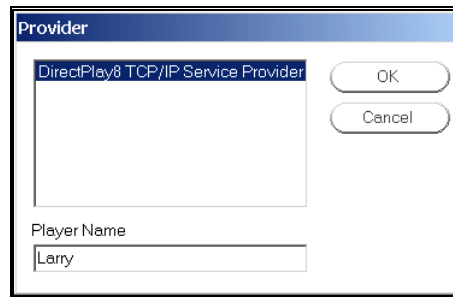 Provider
DirectPlay8 TCP/IP Service Provider
OK
Cancel
Player Name
Larry